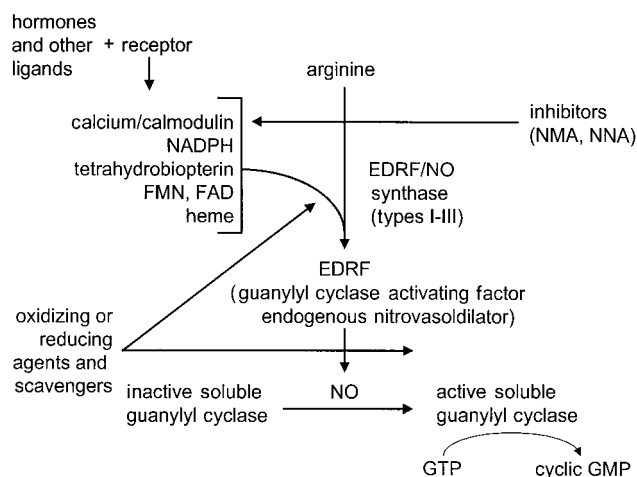 hormones
and other + receptor
ligands
arginine
inhibitors
(NMA, NNA)
calcium/calmodulin
NADPH
tetrahydrobiopterin
FMN, FAD
heme
EDRF/NO
synthase
(types I-III)
EDRF
(guanylyl cyclase activating factor
endogenous nitrovasoldilator)
oxidizing or
reducing
agents and
scavengers
inactive soluble
guanylyl cyclase
NO
active soluble
guanylyl cyclase
GTP
cyclic GMP